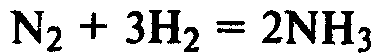 N₂ + 3H₂ = 2NH₃